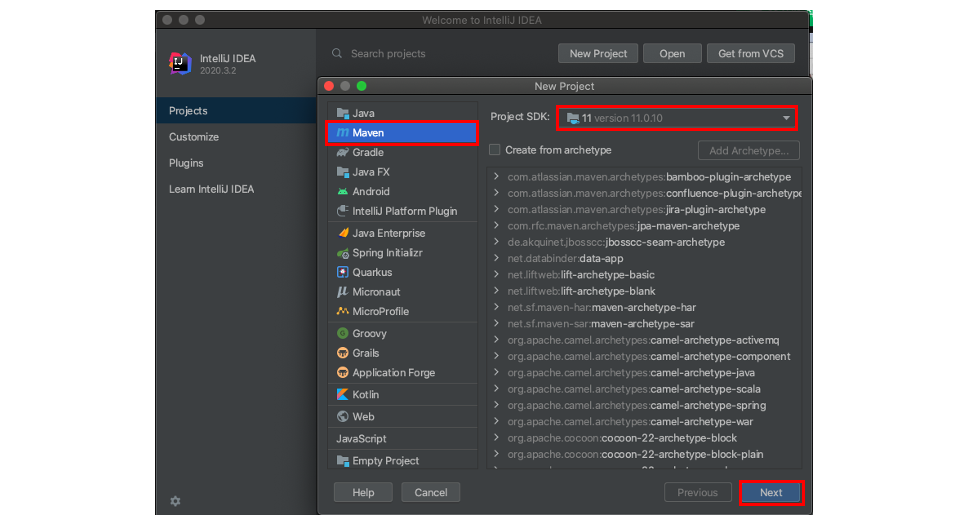 Welcome to IntelliJ IDEA
IntelliJ IDEA
2020.3.2
Search projects
New Project
Open
Get from VCS
Projects
Customize
Plugins
Learn IntelliJ IDEA
New Project
Java
Maven
Gradle
Java FX
Android
IntelliJ Platform Plugin
Java Enterprise
Spring Initializr
Quarkus
Micronaut
MicroProfile
Groovy
Grails
Application Forge
Kotlin
Web
JavaScript
Empty Project
Project SDK: 11 version 11.0.10
Create from archetype
Add Archetype...
com.atlassian.maven.archetypes:bamboo-plugin-archetype
com.atlassian.maven.archetypes:confluence-plugin-archetype
com.atlassian.maven.archetypes:jira-plugin-archetype
com.rfc.maven.archetypes:jpa-maven-archetype
de.akquinet.jbosscc:jbosscc-seam-archetype
net.databinder:data-app
net.liftweb:lift-archetype-basic
net.liftweb:lift-archetype-blank
net.sf.maven-har:maven-archetype-har
net.sf.maven-sar:maven-archetype-sar
org.apache.camel.archetypes:camel-archetype-activemq
org.apache.camel.archetypes:camel-archetype-component
org.apache.camel.archetypes:camel-archetype-java
org.apache.camel.archetypes:camel-archetype-scala
org.apache.camel.archetypes:camel-archetype-spring
org.apache.camel.archetypes:camel-archetype-war
org.apache.cocoon:cocoon-22-archetype-block
org.apache.cocoon:cocoon-22-archetype-block-plain
Help
Cancel
Previous
Next